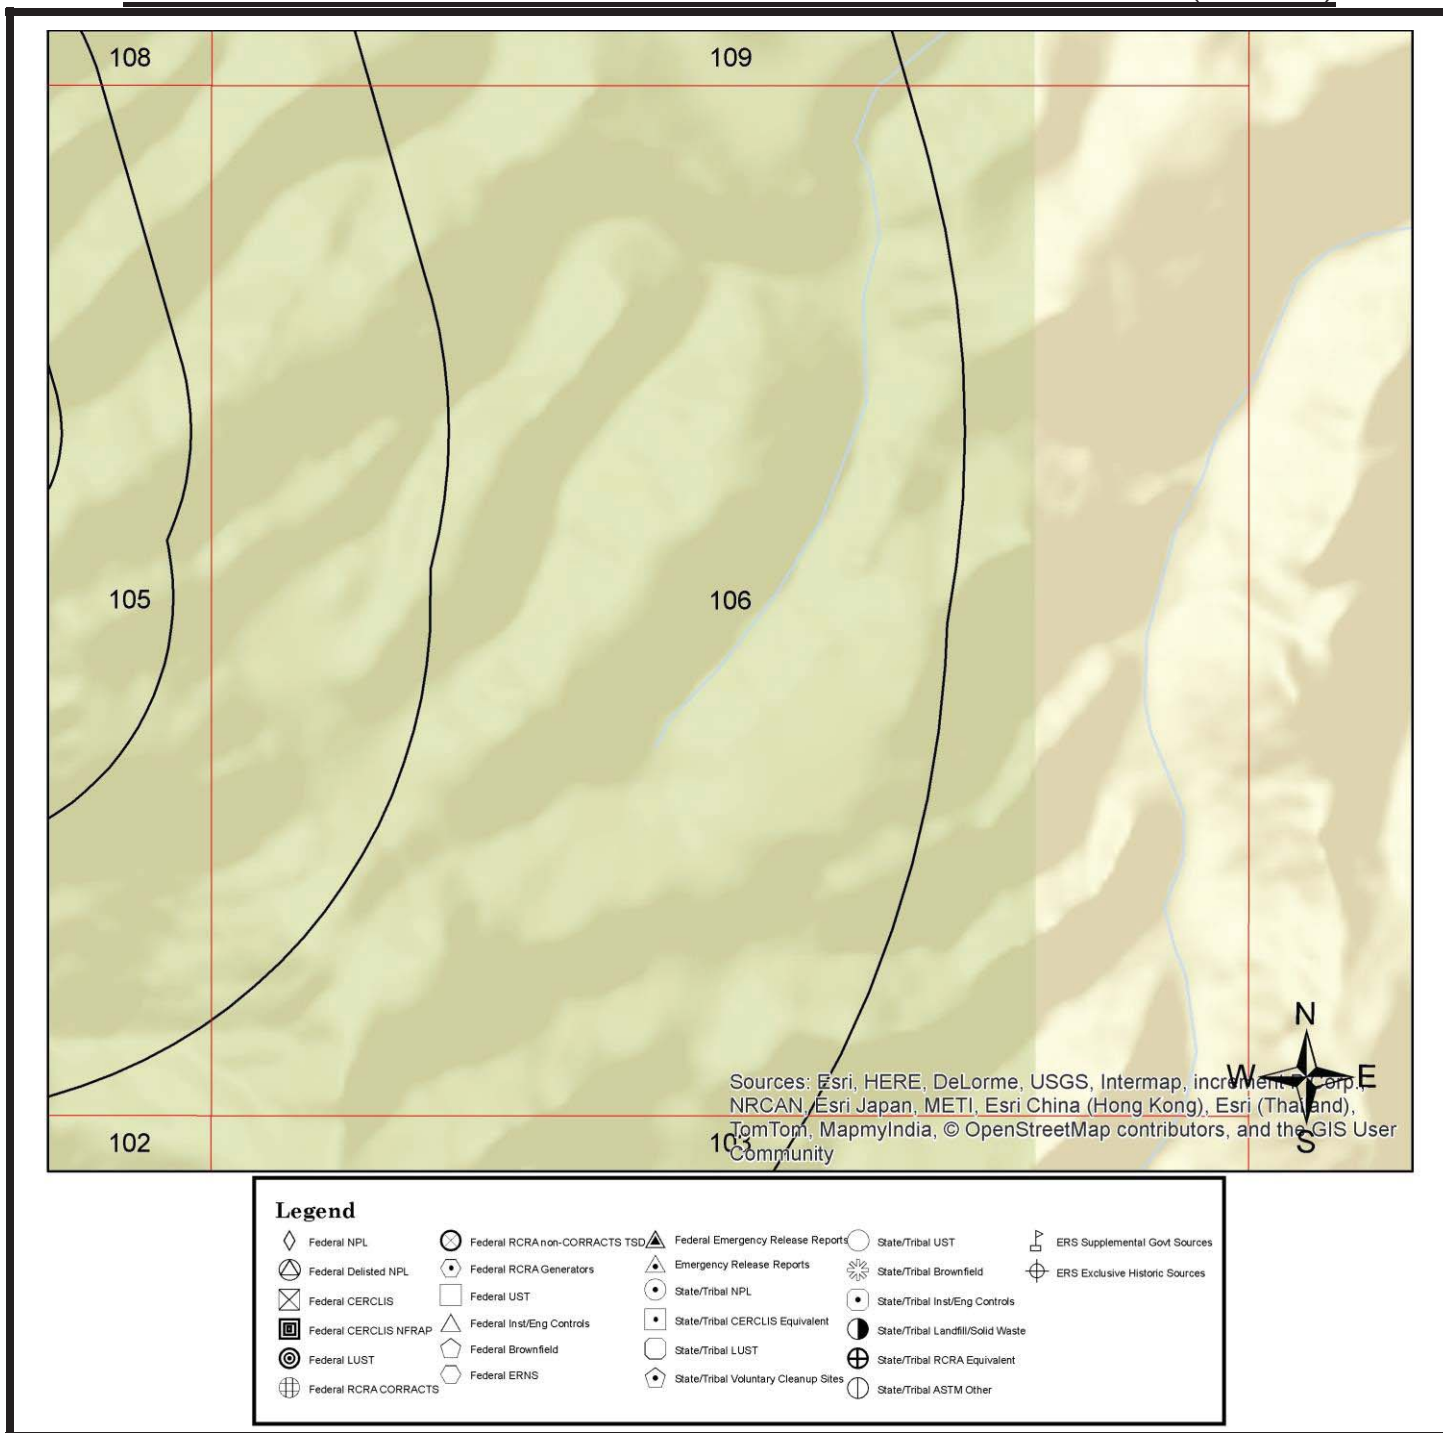 108
109
105
106
102
103
N
W
E
S
Sources: Esri, HERE, DeLorme, USGS, Intermap, increment P Corp.,
NRCAN, Esri Japan, METI, Esri China (Hong Kong), Esri (Thailand),
TomTom, MapmyIndia, © OpenStreetMap contributors, and the GIS User
Community
Legend
Federal NPL
Federal Delisted NPL
Federal CERCLIS
Federal CERCLIS NFRAP
Federal LUST
Federal RCRA CORRACTS
Federal RCRA non-CORRACTS TSD
Federal RCRA Generators
Federal UST
Federal Inst/Eng Controls
Federal Brownfield
Federal ERNS
Federal Emergency Release Reports
Emergency Release Reports
State/Tribal NPL
State/Tribal CERCLIS Equivalent
State/Tribal LUST
State/Tribal Voluntary Cleanup Sites
State/Tribal UST
State/Tribal Brownfield
State/Tribal Inst/Eng Controls
State/Tribal Landfill/Solid Waste
State/Tribal RCRA Equivalent
State/Tribal ASTM Other
ERS Supplemental Govt Sources
ERS Exclusive Historic Sources